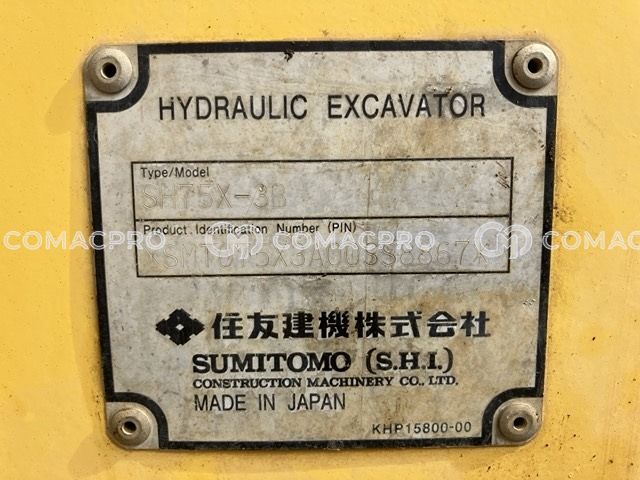 HYDRAULIC EXCAVATOR
Type/Model
SH75X-3B
Product Identification Number (PIN)
COMACPRO COMACPRO COMACPRO
住友建機株式会社
SUMITOMO (S.H.I.)
CONSTRUCTION MACHINERY CO., LTD.
MADE IN JAPAN
KHP15800-00